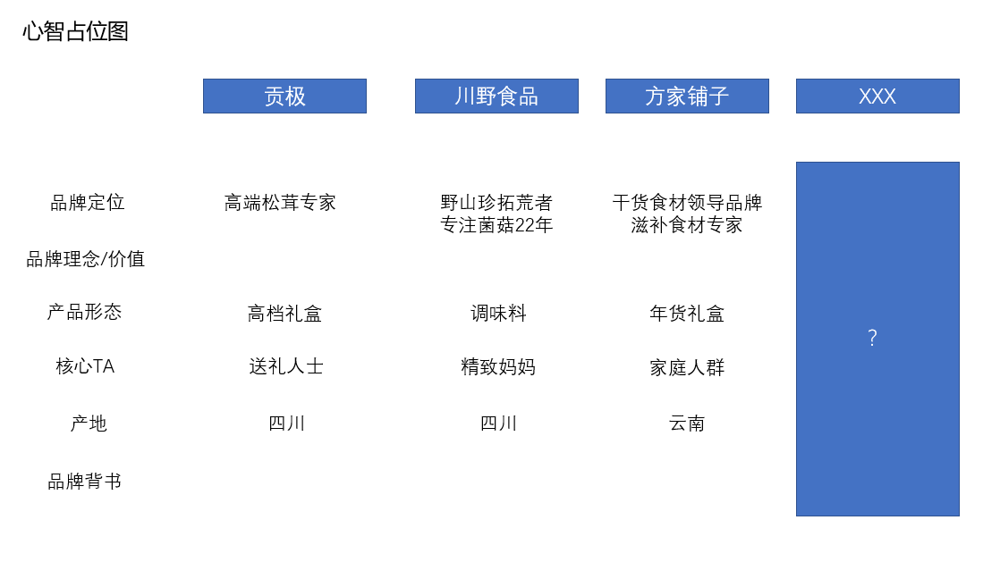 心智占位图
贡极
川野食品
方家铺子
XXX
品牌定位
高端松茸专家
野山珍拓荒者
专注菌菇22年
干货食材领导品牌
滋补食材专家
品牌理念/价值
产品形态
高档礼盒
调味料
年货礼盒
?
核心TA
送礼人士
精致妈妈
家庭人群
产地
四川
四川
云南
品牌背书